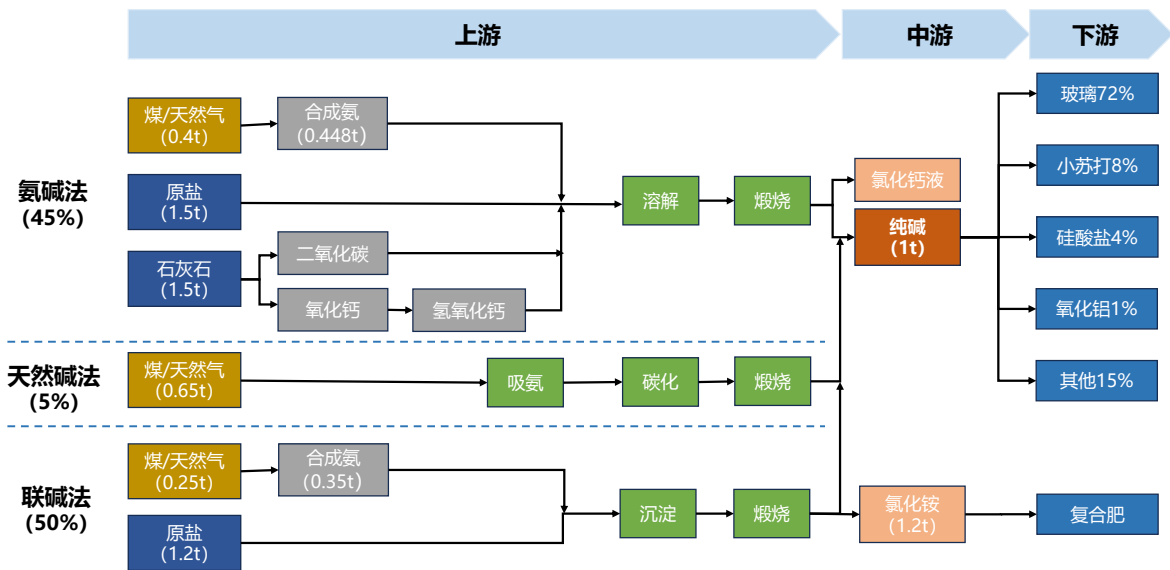 上游
中游
下游
氨碱法
(45%)
煤/天然气
(0.4t)
合成氨
(0.448t)
原盐
(1.5t)
石灰石
(1.5t)
二氧化碳
氧化钙
氢氧化钙
溶解
煅烧
氯化钙液
纯碱
(1t)
玻璃72%
小苏打8%
硅酸盐4%
氧化铝1%
其他15%
天然碱法
(5%)
煤/天然气
(0.65t)
吸氨
碳化
煅烧
联碱法
(50%)
煤/天然气
(0.25t)
合成氨
(0.35t)
原盐
(1.2t)
沉淀
煅烧
氯化铵
(1.2t)
复合肥